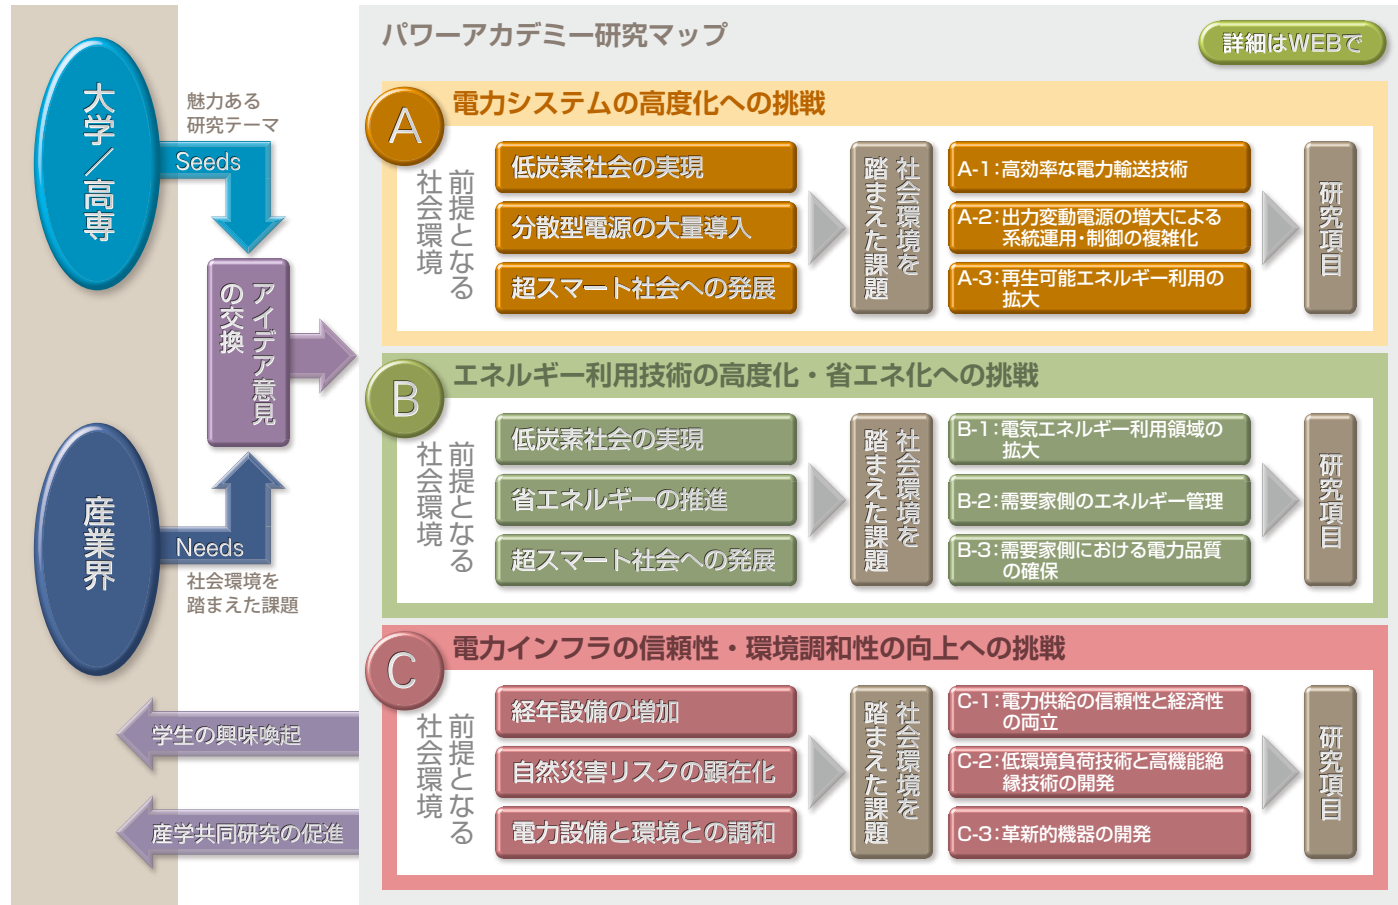 パワーアカデミー研究マップ
詳細はWEBで
大学／高専
魅力ある
研究テーマ
Seeds
アイデア意見
の交換
産業界
Needs
社会環境を
踏まえた課題
学生の興味喚起
産学共同研究の促進
A
電力システムの高度化への挑戦
前提となる
社会環境
低炭素社会の実現
分散型電源の大量導入
超スマート社会への発展
社会環境を
踏まえた課題
A-1：高効率な電力輸送技術
A-2：出力変動電源の増大による
系統運用・制御の複雑化
A-3：再生可能エネルギー利用の
拡大
研究項目
B
エネルギー利用技術の高度化・省エネ化への挑戦
前提となる
社会環境
低炭素社会の実現
省エネルギーの推進
超スマート社会への発展
社会環境を
踏まえた課題
B-1：電気エネルギー利用領域の
拡大
B-2：需要家側のエネルギー管理
B-3：需要家側における電力品質
の確保
研究項目
C
電力インフラの信頼性・環境調和性の向上への挑戦
前提となる
社会環境
経年設備の増加
自然災害リスクの顕在化
電力設備と環境との調和
社会環境を
踏まえた課題
C-1：電力供給の信頼性と経済性
の両立
C-2：低環境負荷技術と高機能絶
縁技術の開発
C-3：革新的機器の開発
研究項目